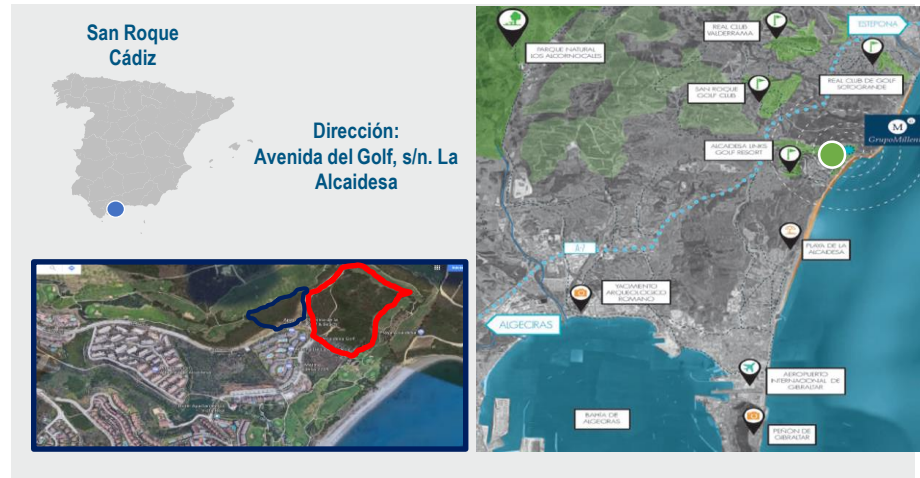 San Roque
Cádiz
Dirección:
Avenida del Golf, s/n. La
Alcaidesa
PARQUE NATURAL
LOS ALCORNOCALES
REAL CLUB
VALDERRAMA
ESTEPONA
REAL CLUB DE GOLF
SOTOGRANDE
SAN ROQUE
GOLF CLUB
M
GrupoMilleni
ALCADESA LINKS
GOLF RESORT
PLAYA DE LA
ALCAIDESA
A-7
YACIMIENTO
ARQUEOLÓGICO
ROMANO
ALGECIRAS
AEROPUERTO
INTERNACIONAL DE
GIBRALTAR
BAHÍA DE
ALGECIRAS
PEÑÓN DE
GIBRALTAR